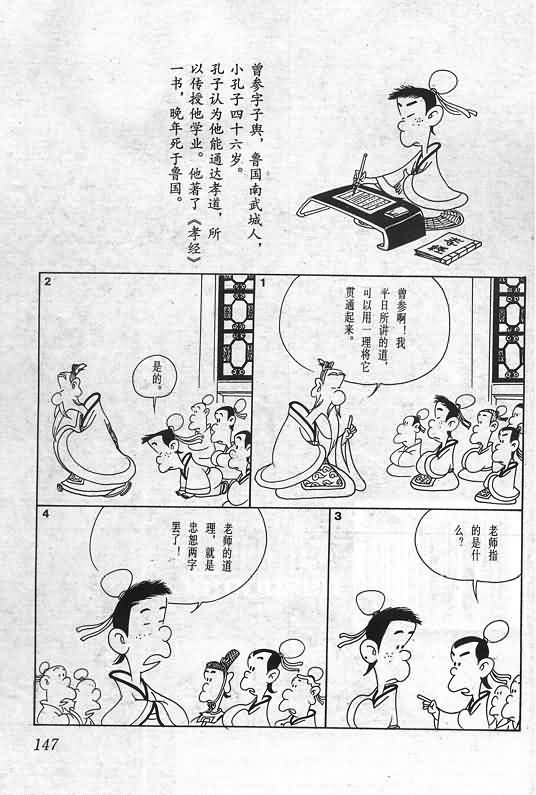 曾参字子舆，鲁国南武城人，
小孔子四十六岁。
孔子认为他能通达孝道，所
以传授他学业。他著了《孝经》
一书，晚年死于鲁国。
孝经
1
曾参啊！我
平日所讲的道，
可以用一理将它
贯通起来。
2
是的。
3
老师指
的是什
么？
4
老师的道
理，就是
忠恕两字
罢了！
147